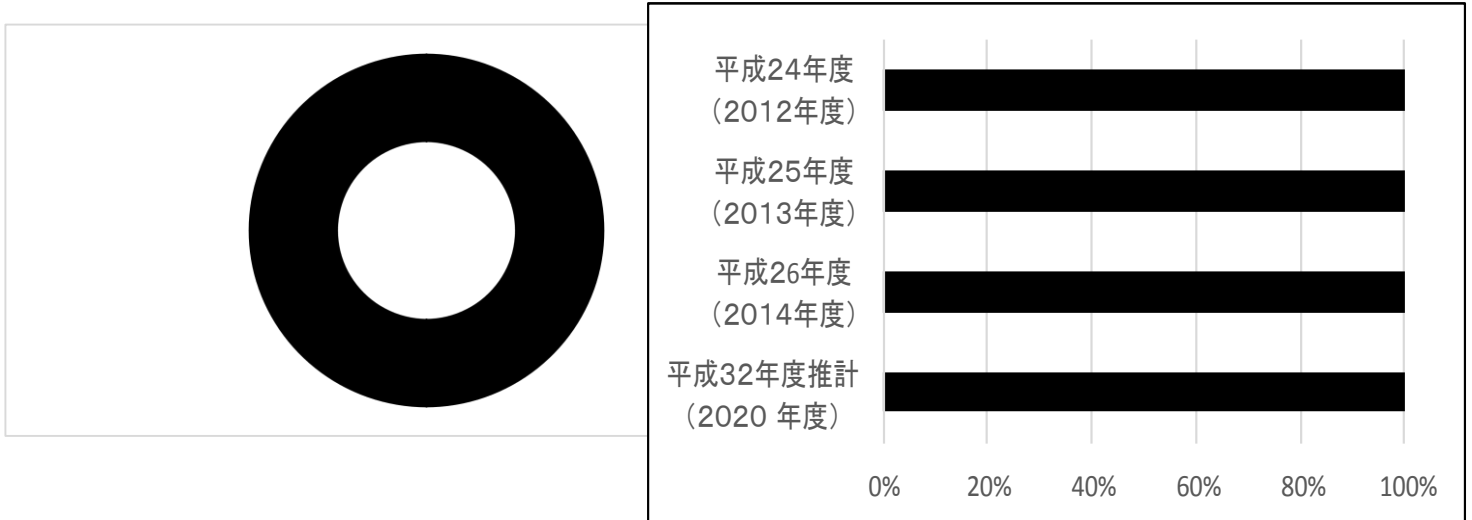 平成24年度
（2012年度）
平成25年度
（2013年度）
平成26年度
（2014年度）
平成32年度推計
（2020 年度）
0% 20% 40% 60% 80% 100%